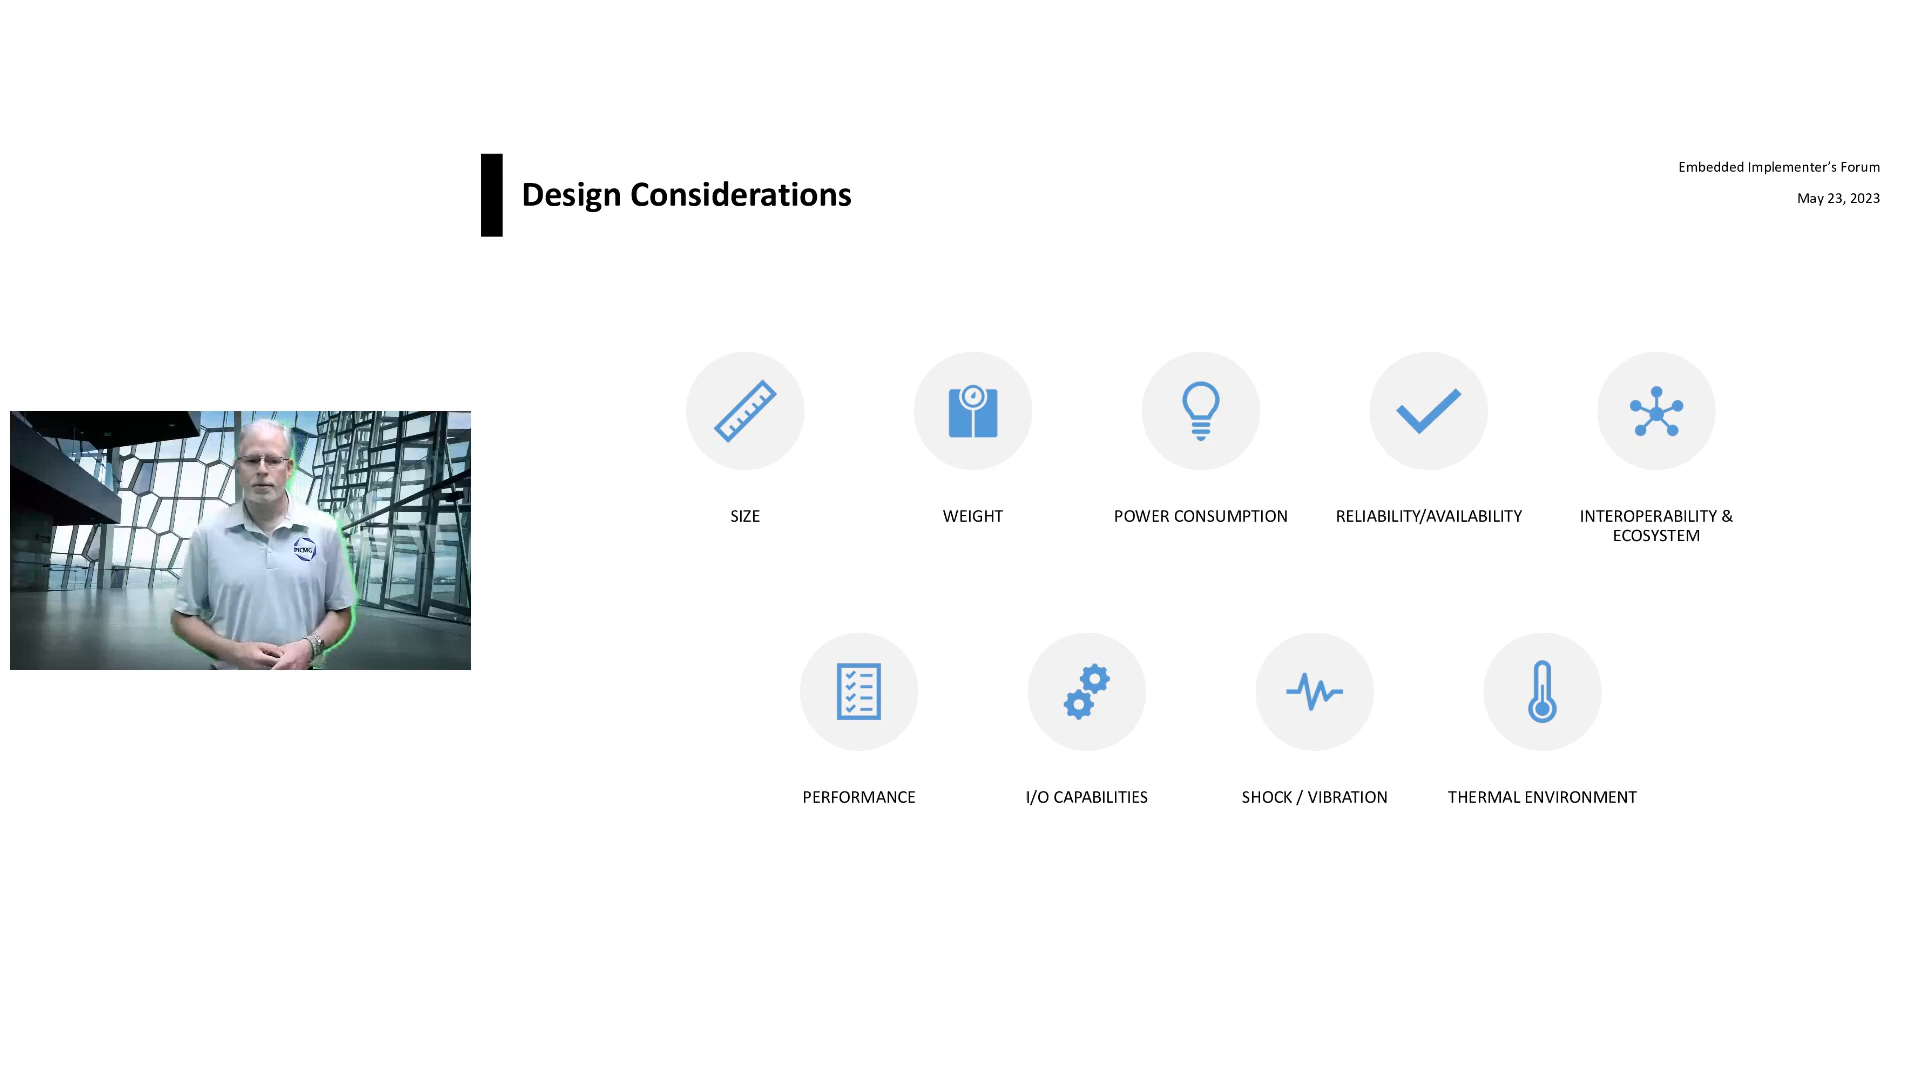 Design Considerations
Embedded Implementer’s Forum
May 23, 2023
SIZE
WEIGHT
POWER CONSUMPTION
RELIABILITY/AVAILABILITY
INTEROPERABILITY &
ECOSYSTEM
PICMG
PERFORMANCE
I/O CAPABILITIES
SHOCK / VIBRATION
THERMAL ENVIRONMENT